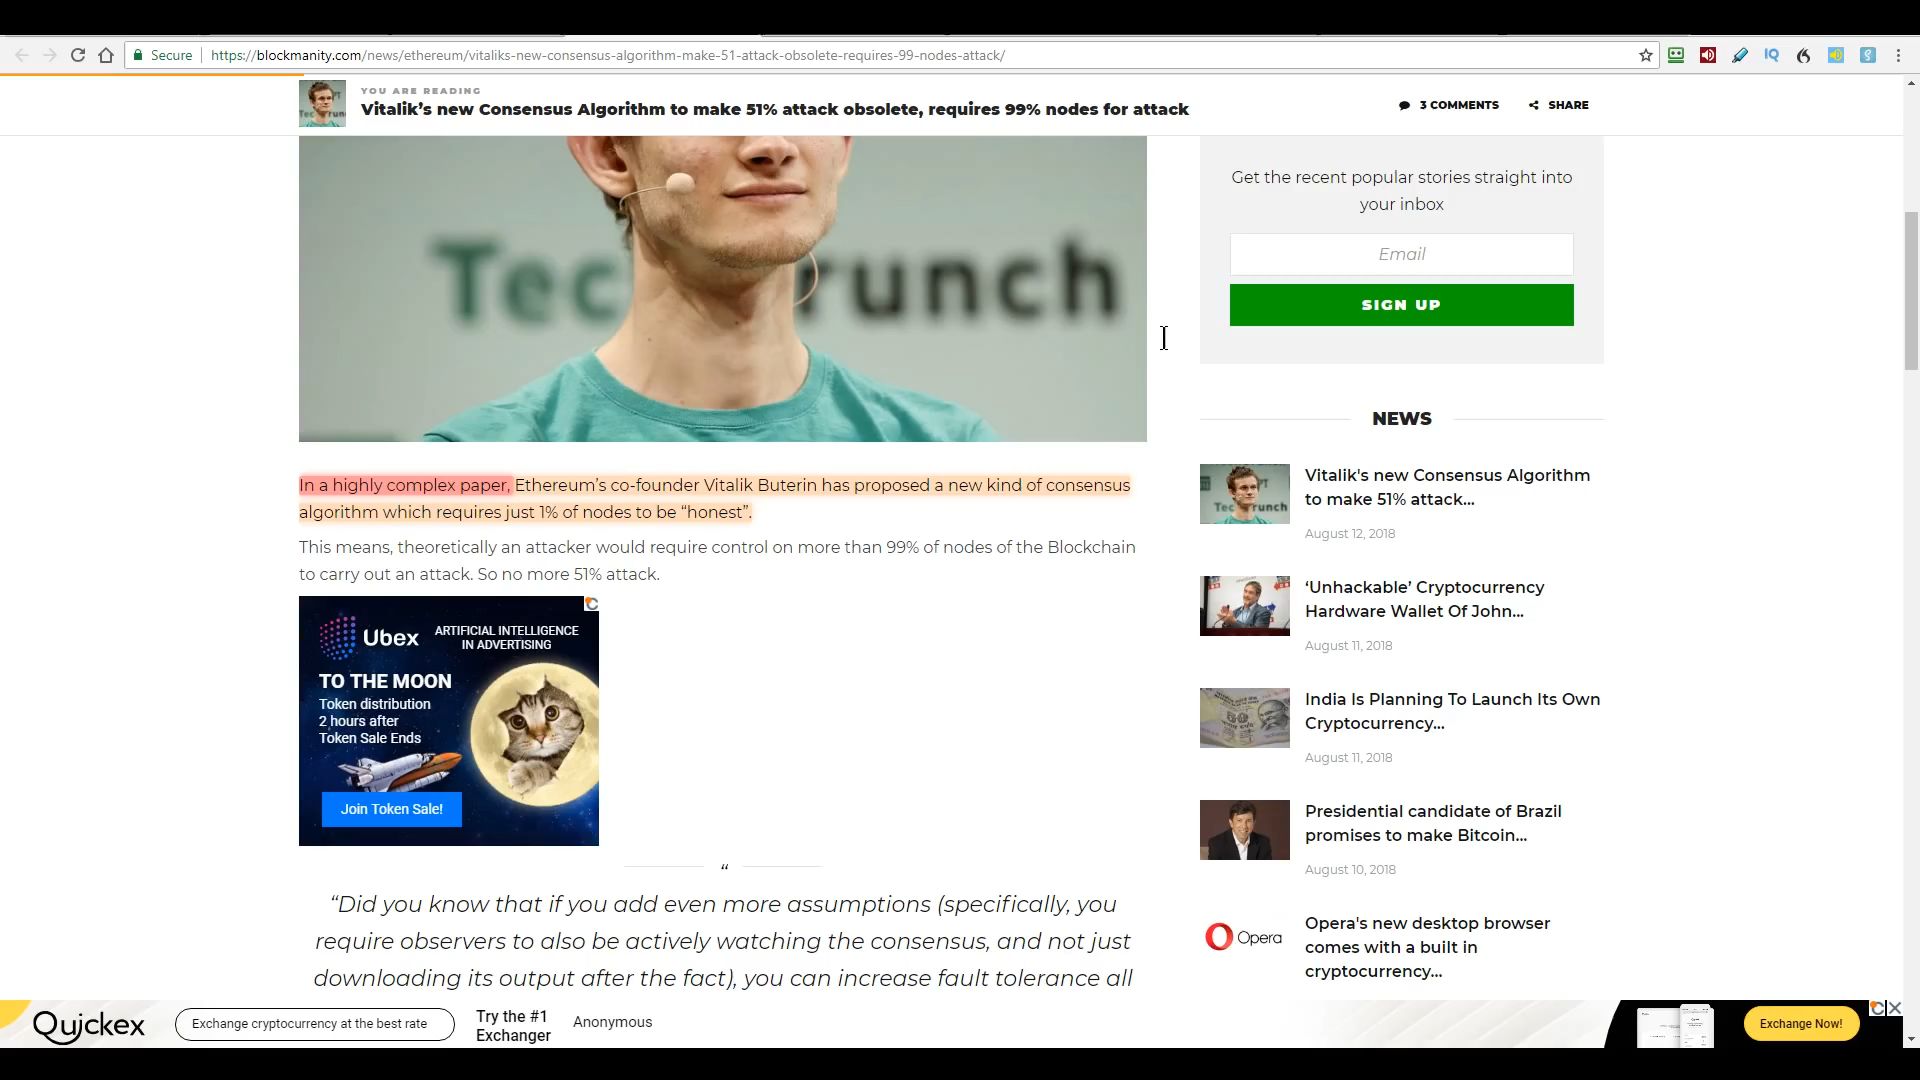 Secure
https://blockmanity.com/news/ethereum/vitaliks-new-consensus-algorithm-make-51-attack-obsolete-requires-99-nodes-attack/
IQ
YOU ARE READING
Vitalik's new Consensus Algorithm to make 51% attack obsolete, requires 99% nodes for attack
3 COMMENTS
SHARE
Tec runch
In a highly complex paper, Ethereum's co-founder Vitalik Buterin has proposed a new kind of consensus
algorithm which requires just 1% of nodes to be “honest”.
This means, theoretically an attacker would require control on more than 99% of nodes of the Blockchain
to carry out an attack. So no more 51% attack.
Ubex
ARTIFICIAL INTELLIGENCE
IN ADVERTISING
TO THE MOON
Token distribution
2 hours after
Token Sale Ends
Join Token Sale!
“
“Did you know that if you add even more assumptions (specifically, you
require observers to also be actively watching the consensus, and not just
downloading its output after the fact), you can increase fault tolerance all
Get the recent popular stories straight into
your inbox
Email
SIGN UP
NEWS
Vitalik's new Consensus Algorithm
to make 51% attack...
August 12, 2018
‘Unhackable’ Cryptocurrency
Hardware Wallet Of John...
August 11, 2018
India Is Planning To Launch Its Own
Cryptocurrency...
August 11, 2018
Presidential candidate of Brazil
promises to make Bitcoin...
August 10, 2018
Opera
Opera's new desktop browser
comes with a built in
cryptocurrency...
Quickex
Exchange cryptocurrency at the best rate
Try the #1
Exchanger
Anonymous
Exchange Now!